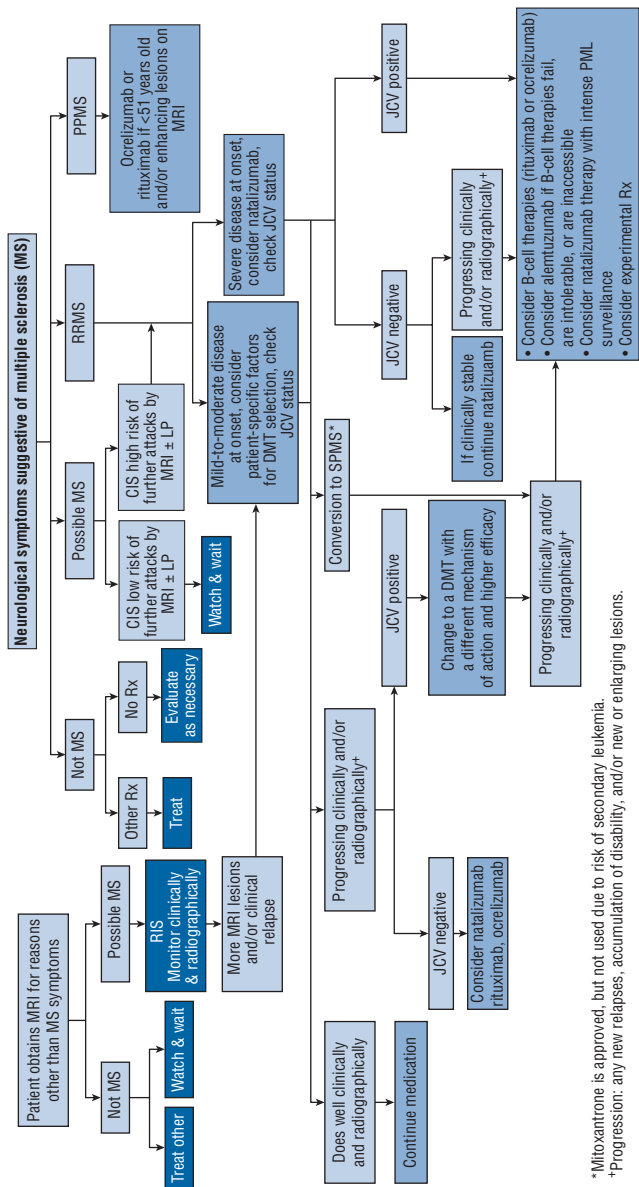 Patient obtains MRI for reasons
other than MS symptoms
Not MS
Possible MS
Treat other
Watch & wait
RIS
Monitor clinically
& radiographically
More MRI lesions
and/or clinical
relapse
Neurological symptoms suggestive of multiple sclerosis (MS)
Not MS
Possible MS
RRMS
PPMS
Other Rx
No Rx
Treat
Evaluate
as necessary
CIS low risk of
further attacks by
MRI ± LP
CIS high risk of
further attacks by
MRI ± LP
Watch & wait
Ocrelizumab or
rituximab if <51 years old
and/or enhancing lesions on
MRI
Mild-to-moderate disease
at onset, consider
patient-specific factors
for DMT selection, check
JCV status
Severe disease at onset,
consider natalizumab,
check JCV status
Does well clinically
and radiographically
Continue medication
Progressing clinically and/or
radiographically+
JCV negative
Consider natalizumab
rituximab, ocrelizumab
JCV positive
Change to a DMT with
a different mechanism
of action and higher efficacy
Progressing clinically and/or
radiographically+
Conversion to SPMS*
JCV negative
JCV positive
If clinically stable
continue natalizuamb
Progressing clinically
and/or radiographically+
• Consider B-cell therapies (rituximab or ocrelizumab)
• Consider alemtuzumab if B-cell therapies fail,
are intolerable, or are inaccessible
• Consider natalizumab therapy with intense PML
surveillance
• Consider experimental Rx
*Mitoxantrone is approved, but not used due to risk of secondary leukemia.
+Progression: any new relapses, accumulation of disability, and/or new or enlarging lesions.